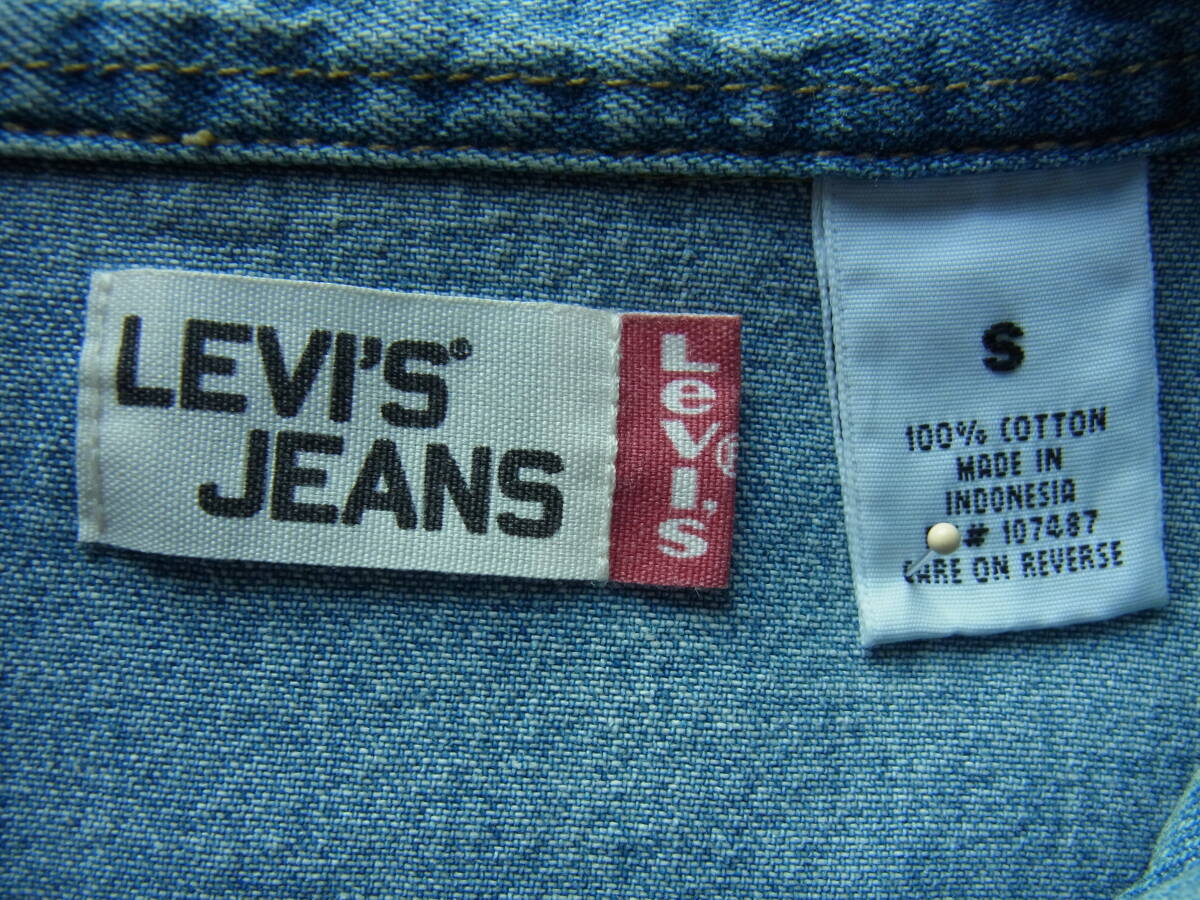 LEVI'S®
JEANS
LeVI.S®
S
100% COTTON
MADE IN
INDONESIA
# 107487
CARE ON REVERSE